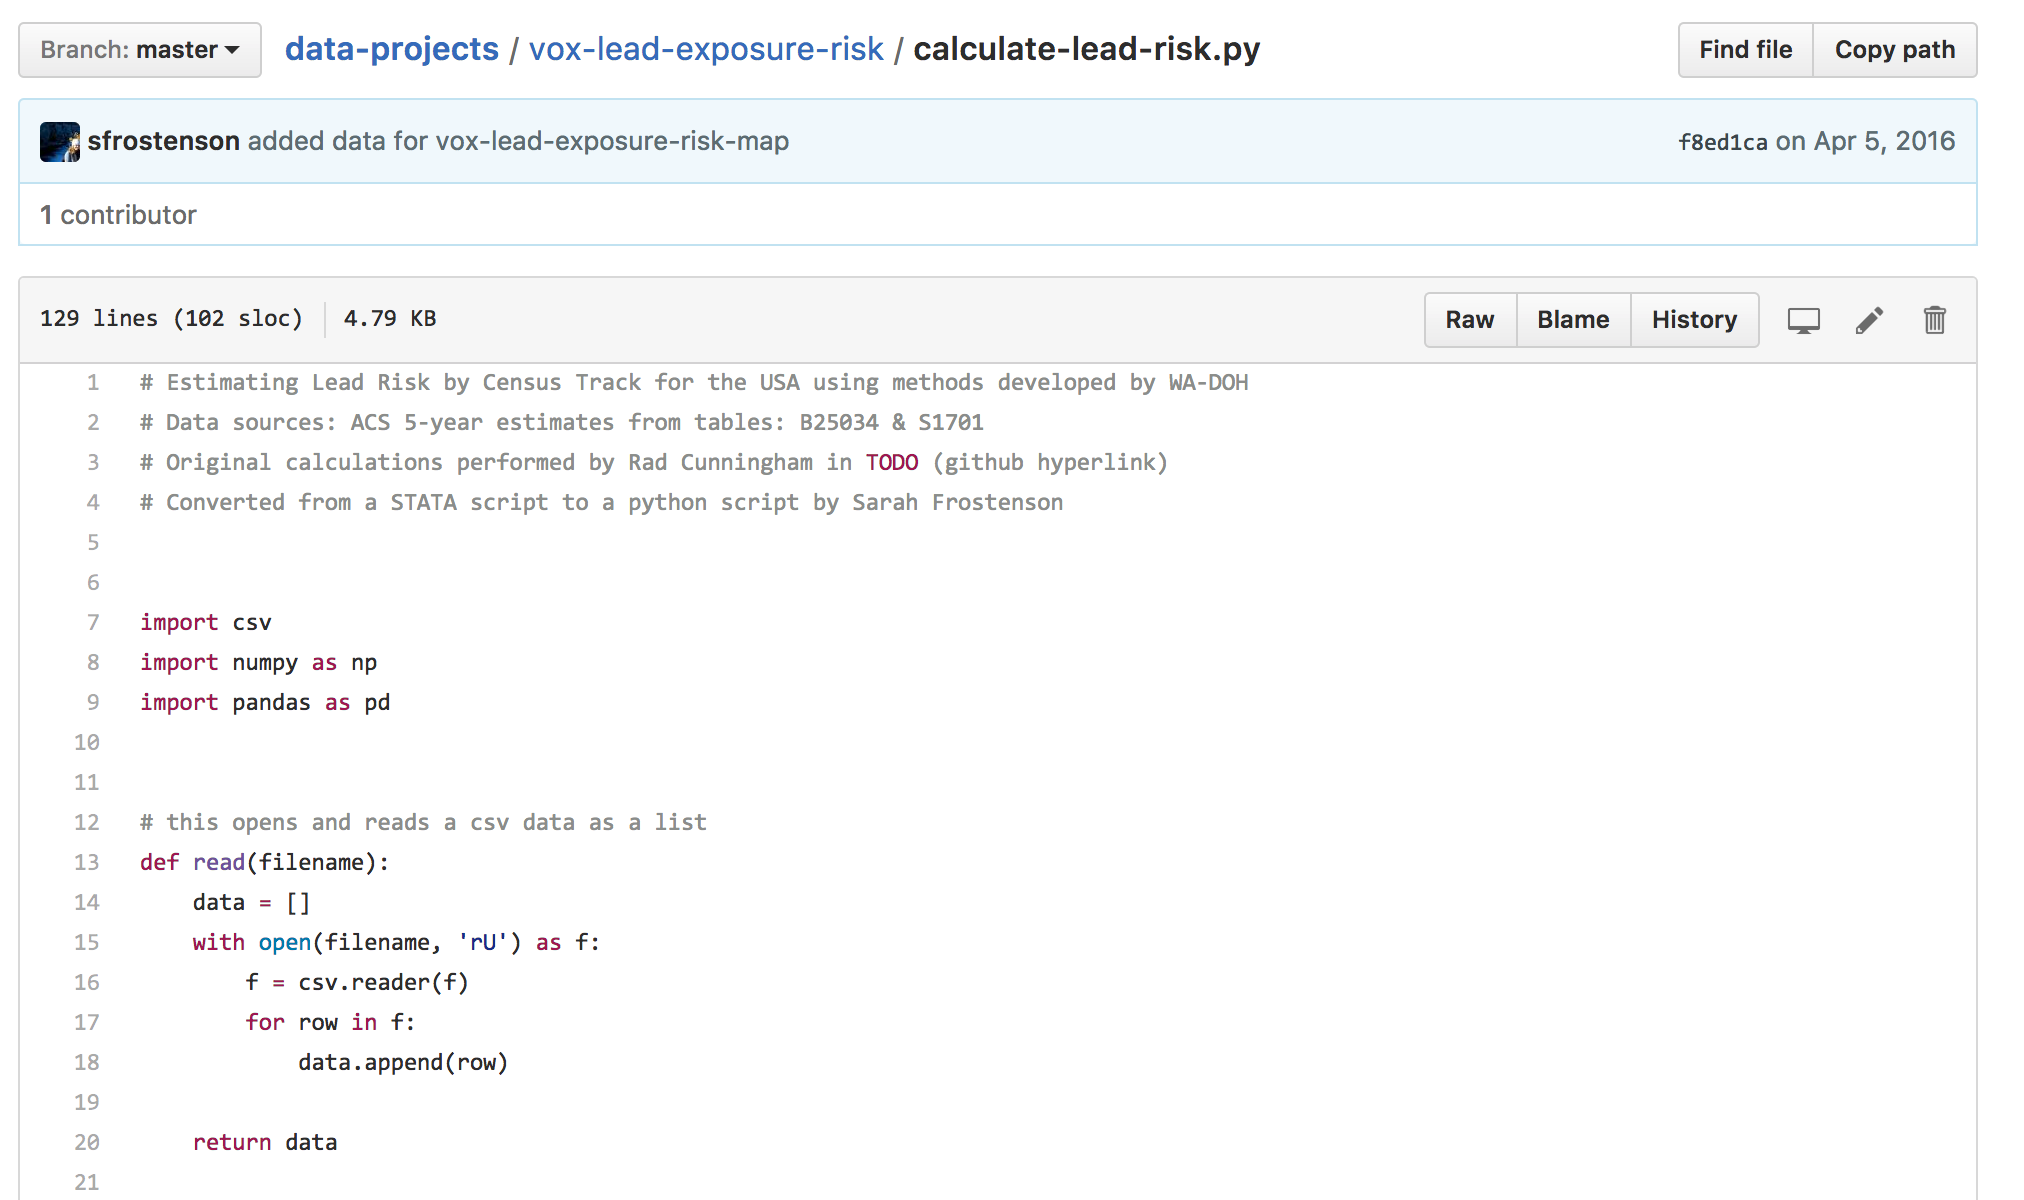 Branch: master data-projects / vox-lead-exposure-risk / calculate-lead-risk.py Find file Copy path
sfrostenson added data for vox-lead-exposure-risk-map f8ed1ca on Apr 5, 2016
1 contributor
129 lines (102 sloc) 4.79 KB Raw Blame History
1 # Estimating Lead Risk by Census Track for the USA using methods developed by WA-DOH
2 # Data sources: ACS 5-year estimates from tables: B25034 & S1701
3 # Original calculations performed by Rad Cunningham in TODO (github hyperlink)
4 # Converted from a STATA script to a python script by Sarah Frostenson
5
6
7 import csv
8 import numpy as np
9 import pandas as pd
10
11
12 # this opens and reads a csv data as a list
13 def read(filename):
14     data = []
15     with open(filename, 'rU') as f:
16         f = csv.reader(f)
17         for row in f:
18             data.append(row)
19
20     return data
21